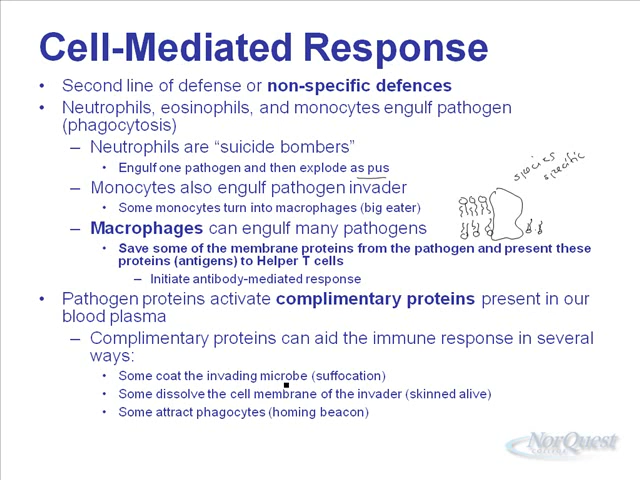 Cell-Mediated Response
• Second line of defense or non-specific defences
• Neutrophils, eosinophils, and monocytes engulf pathogen
(phagocytosis)
– Neutrophils are “suicide bombers”
• Engulf one pathogen and then explode as pus
– Monocytes also engulf pathogen invader
• Some monocytes turn into macrophages (big eater)
species
specific
– Macrophages can engulf many pathogens
• Save some of the membrane proteins from the pathogen and present these
proteins (antigens) to Helper T cells
– Initiate antibody-mediated response
• Pathogen proteins activate complimentary proteins present in our
blood plasma
– Complimentary proteins can aid the immune response in several
ways:
• Some coat the invading microbe (suffocation)
• Some dissolve the cell membrane of the invader (skinned alive)
• Some attract phagocytes (homing beacon)
NorQuest
COLLEGE